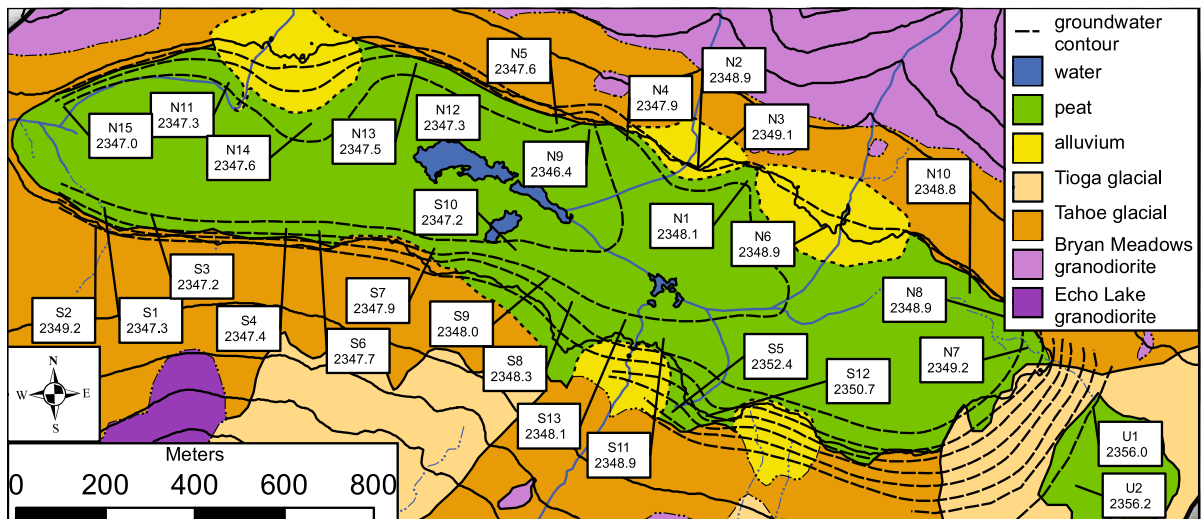 groundwater
contour
water
peat
alluvium
Tioga glacial
Tahoe glacial
Bryan Meadows
granodiorite
Echo Lake
granodiorite
N5
2347.6
N2
2348.9
N4
2347.9
N3
2349.1
N11
2347.3
N15
2347.0
N14
2347.6
N13
2347.5
N12
2347.3
N9
2346.4
N10
2348.8
S10
2347.2
N1
2348.1
N6
2348.9
S2
2349.2
S1
2347.3
S3
2347.2
S4
2347.4
S6
2347.7
S7
2347.9
S9
2348.0
S8
2348.3
S5
2352.4
S12
2350.7
N8
2348.9
N7
2349.2
S13
2348.1
S11
2348.9
U1
2356.0
U2
2356.2
N
W
E
S
Meters
0 200 400 600 800